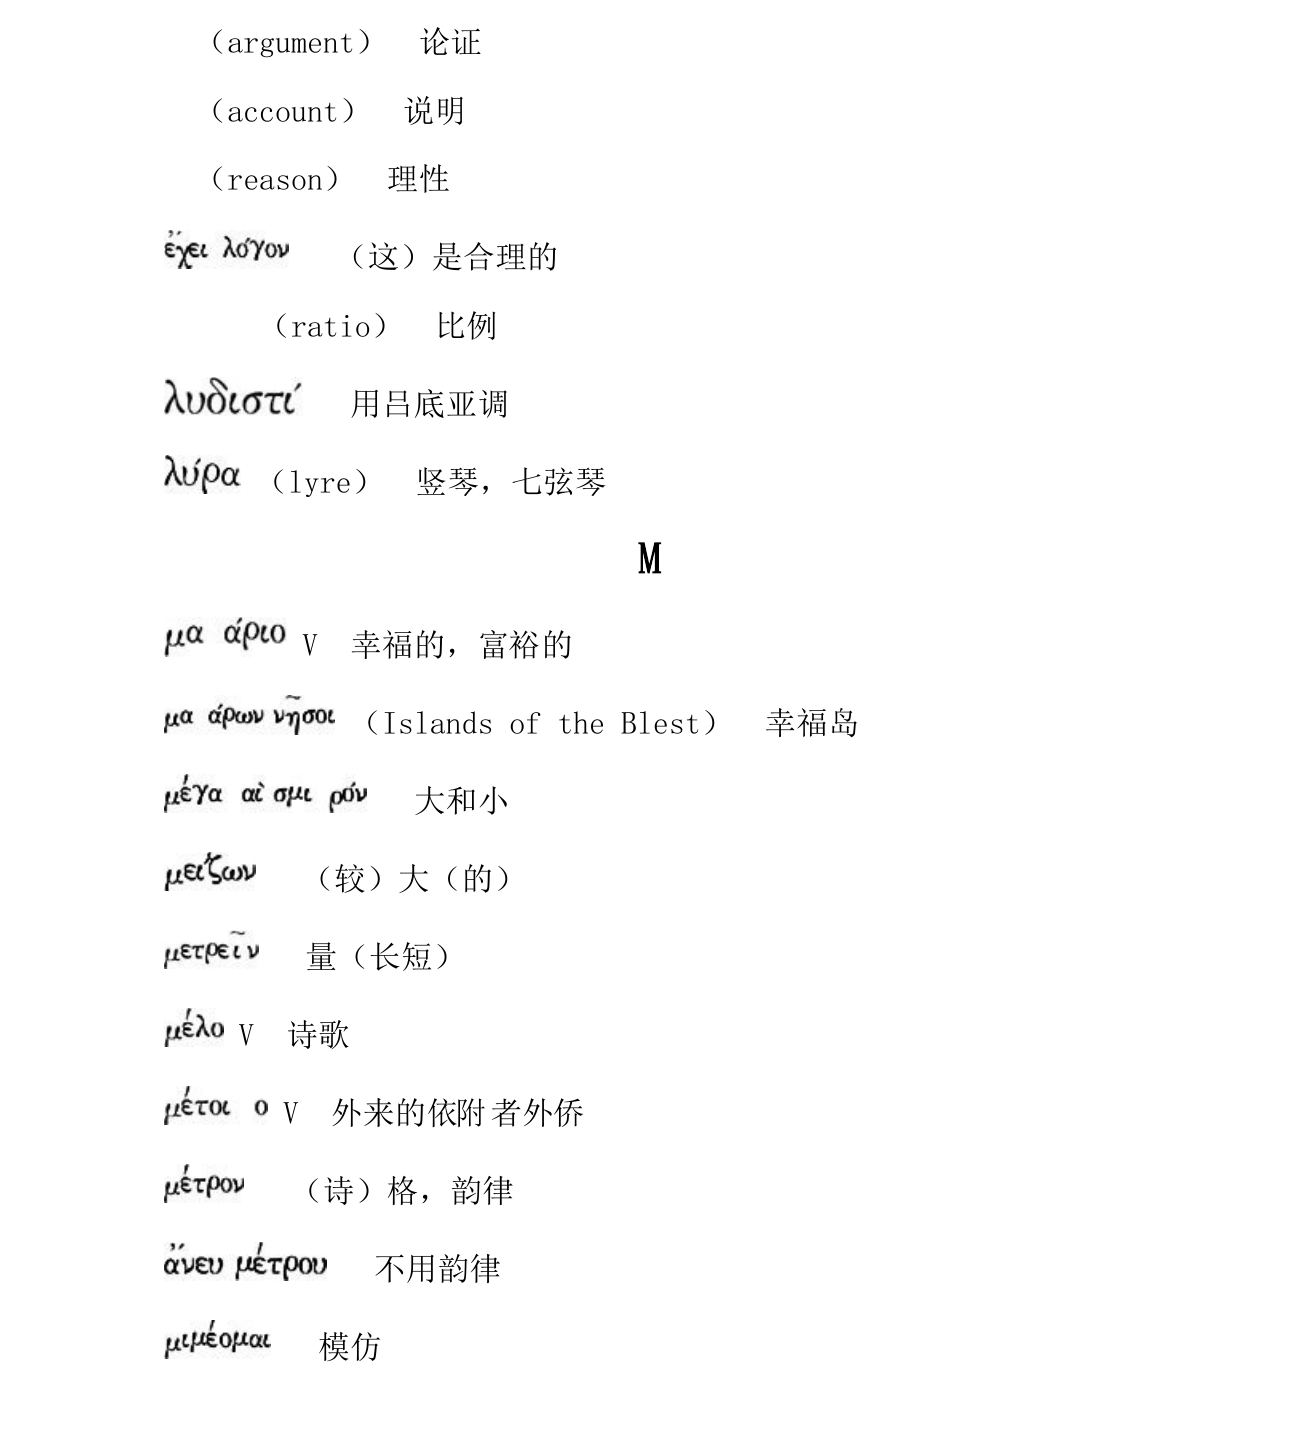 （argument） 论证
（account） 说明
（reason） 理性
ἔχει λόγον （这）是合理的
（ratio） 比例
λυδιστί 用吕底亚调
λύρα （lyre） 竖琴，七弦琴
M
μα άριο V 幸福的，富裕的
μα άρων νῆσοι （Islands of the Blest） 幸福岛
μέγα αὶ σμι ρόν 大和小
μείζων （较）大（的）
μετρεῖν 量（长短）
μέλο V 诗歌
μέτοι ο V 外来的依附者外侨
μέτρον （诗）格，韵律
ἄνευ μέτρου 不用韵律
μιμέομαι 模仿